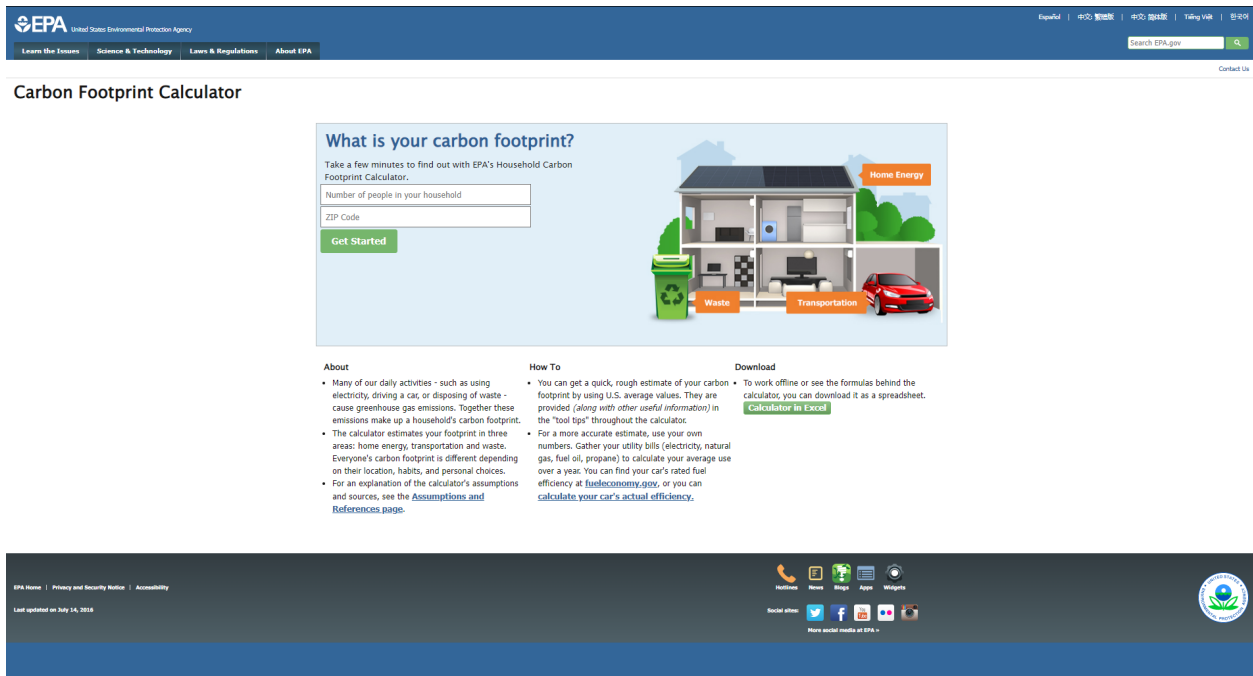 EPA United States Environmental Protection Agency
Español | 中文: 繁體版 | 中文: 简体版 | Tiếng Việt | 한국어
Learn the Issues Science & Technology Laws & Regulations About EPA
Search EPA.gov
Contact Us
Carbon Footprint Calculator
What is your carbon footprint?
Take a few minutes to find out with EPA's Household Carbon
Footprint Calculator.
Number of people in your household
ZIP Code
Get Started
Home Energy
Waste
Transportation
About
• Many of our daily activities - such as using
electricity, driving a car, or disposing of waste -
cause greenhouse gas emissions. Together these
emissions make up a household's carbon footprint.
• The calculator estimates your footprint in three
areas: home energy, transportation and waste.
Everyone's carbon footprint is different depending
on their location, habits, and personal choices.
• For an explanation of the calculator's assumptions
and sources, see the Assumptions and
References page.
How To
• You can get a quick, rough estimate of your carbon
footprint by using U.S. average values. They are
provided (along with other useful information) in
the "tool tips" throughout the calculator.
• For a more accurate estimate, use your own
numbers. Gather your utility bills (electricity, natural
gas, fuel oil, propane) to calculate your average use
over a year. You can find your car's rated fuel
efficiency at fueleconomy.gov, or you can
calculate your car's actual efficiency.
Download
• To work offline or see the formulas behind the
calculator, you can download it as a spreadsheet.
Calculator in Excel
EPA Home | Privacy and Security Notice | Accessibility
Last updated on July 14, 2016
Hotlines News Blogs Apps Widgets
Social sites:
You Tube
More social media at EPA »
UNITED STATES